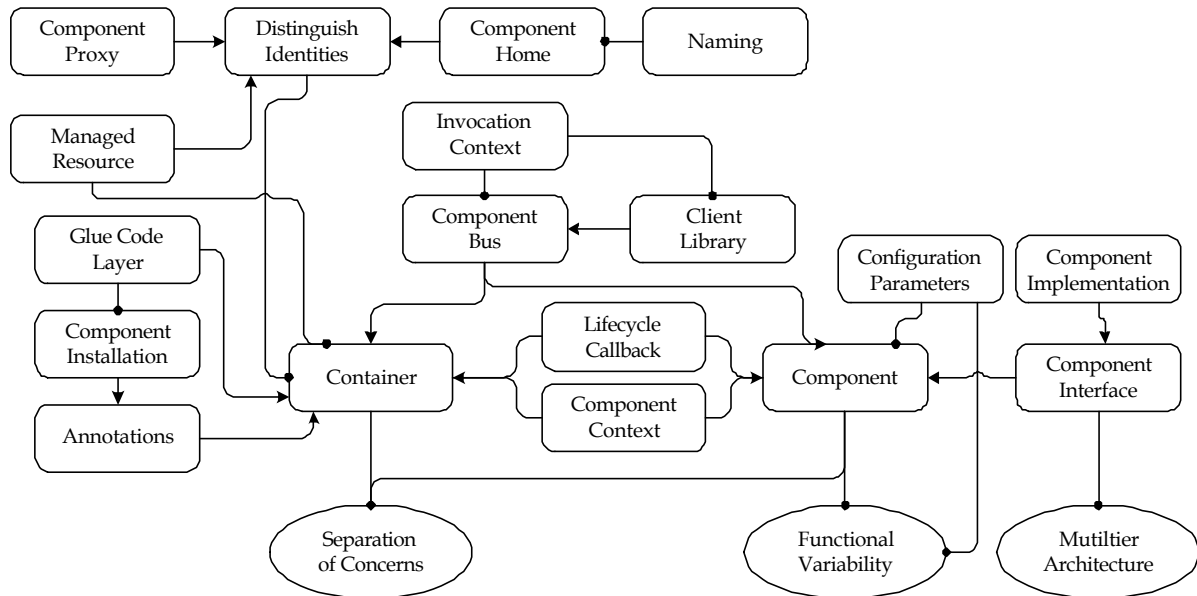 Component
Proxy
Distinguish
Identities
Component
Home
Naming
Managed
Resource
Invocation
Context
Component
Bus
Client
Library
Glue Code
Layer
Configuration
Parameters
Component
Implementation
Component
Installation
Lifecycle
Callback
Container
Component
Component
Interface
Component
Context
Annotations
Separation
of Concerns
Functional
Variability
Mutiltier
Architecture